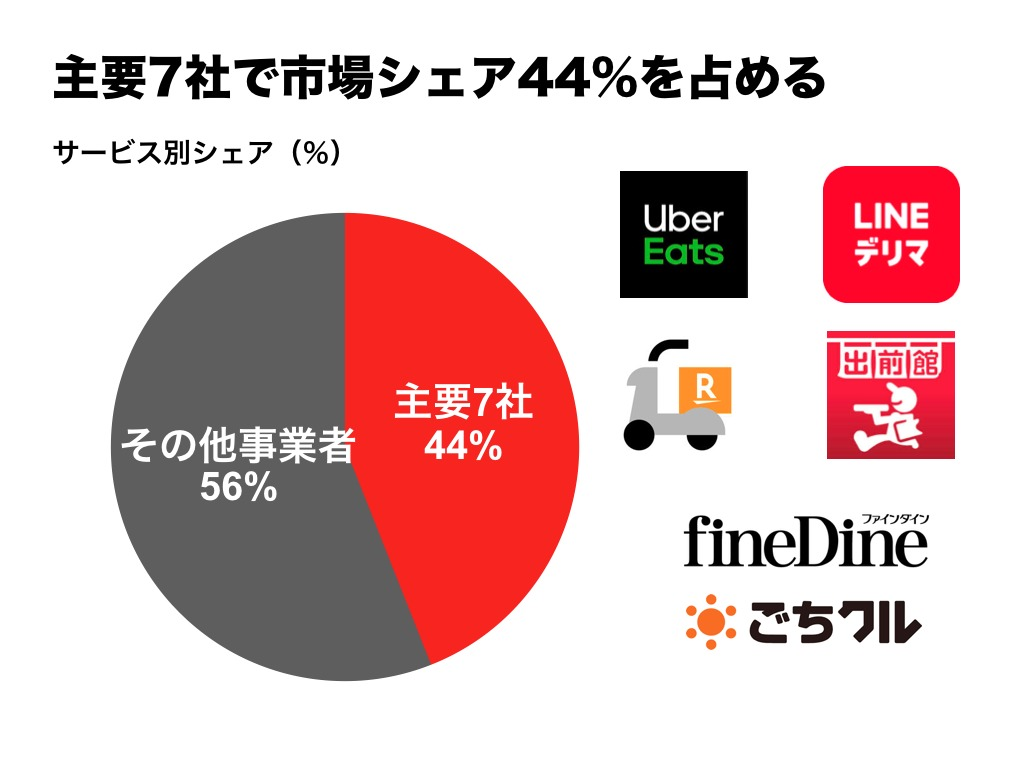 主要7社で市場シェア44%を占める
サービス別シェア（%）
主要7社
44%
その他事業者
56%
Uber
Eats
LINE
デリマ
R
出前館
ファインダイン
fineDine
ごちクル